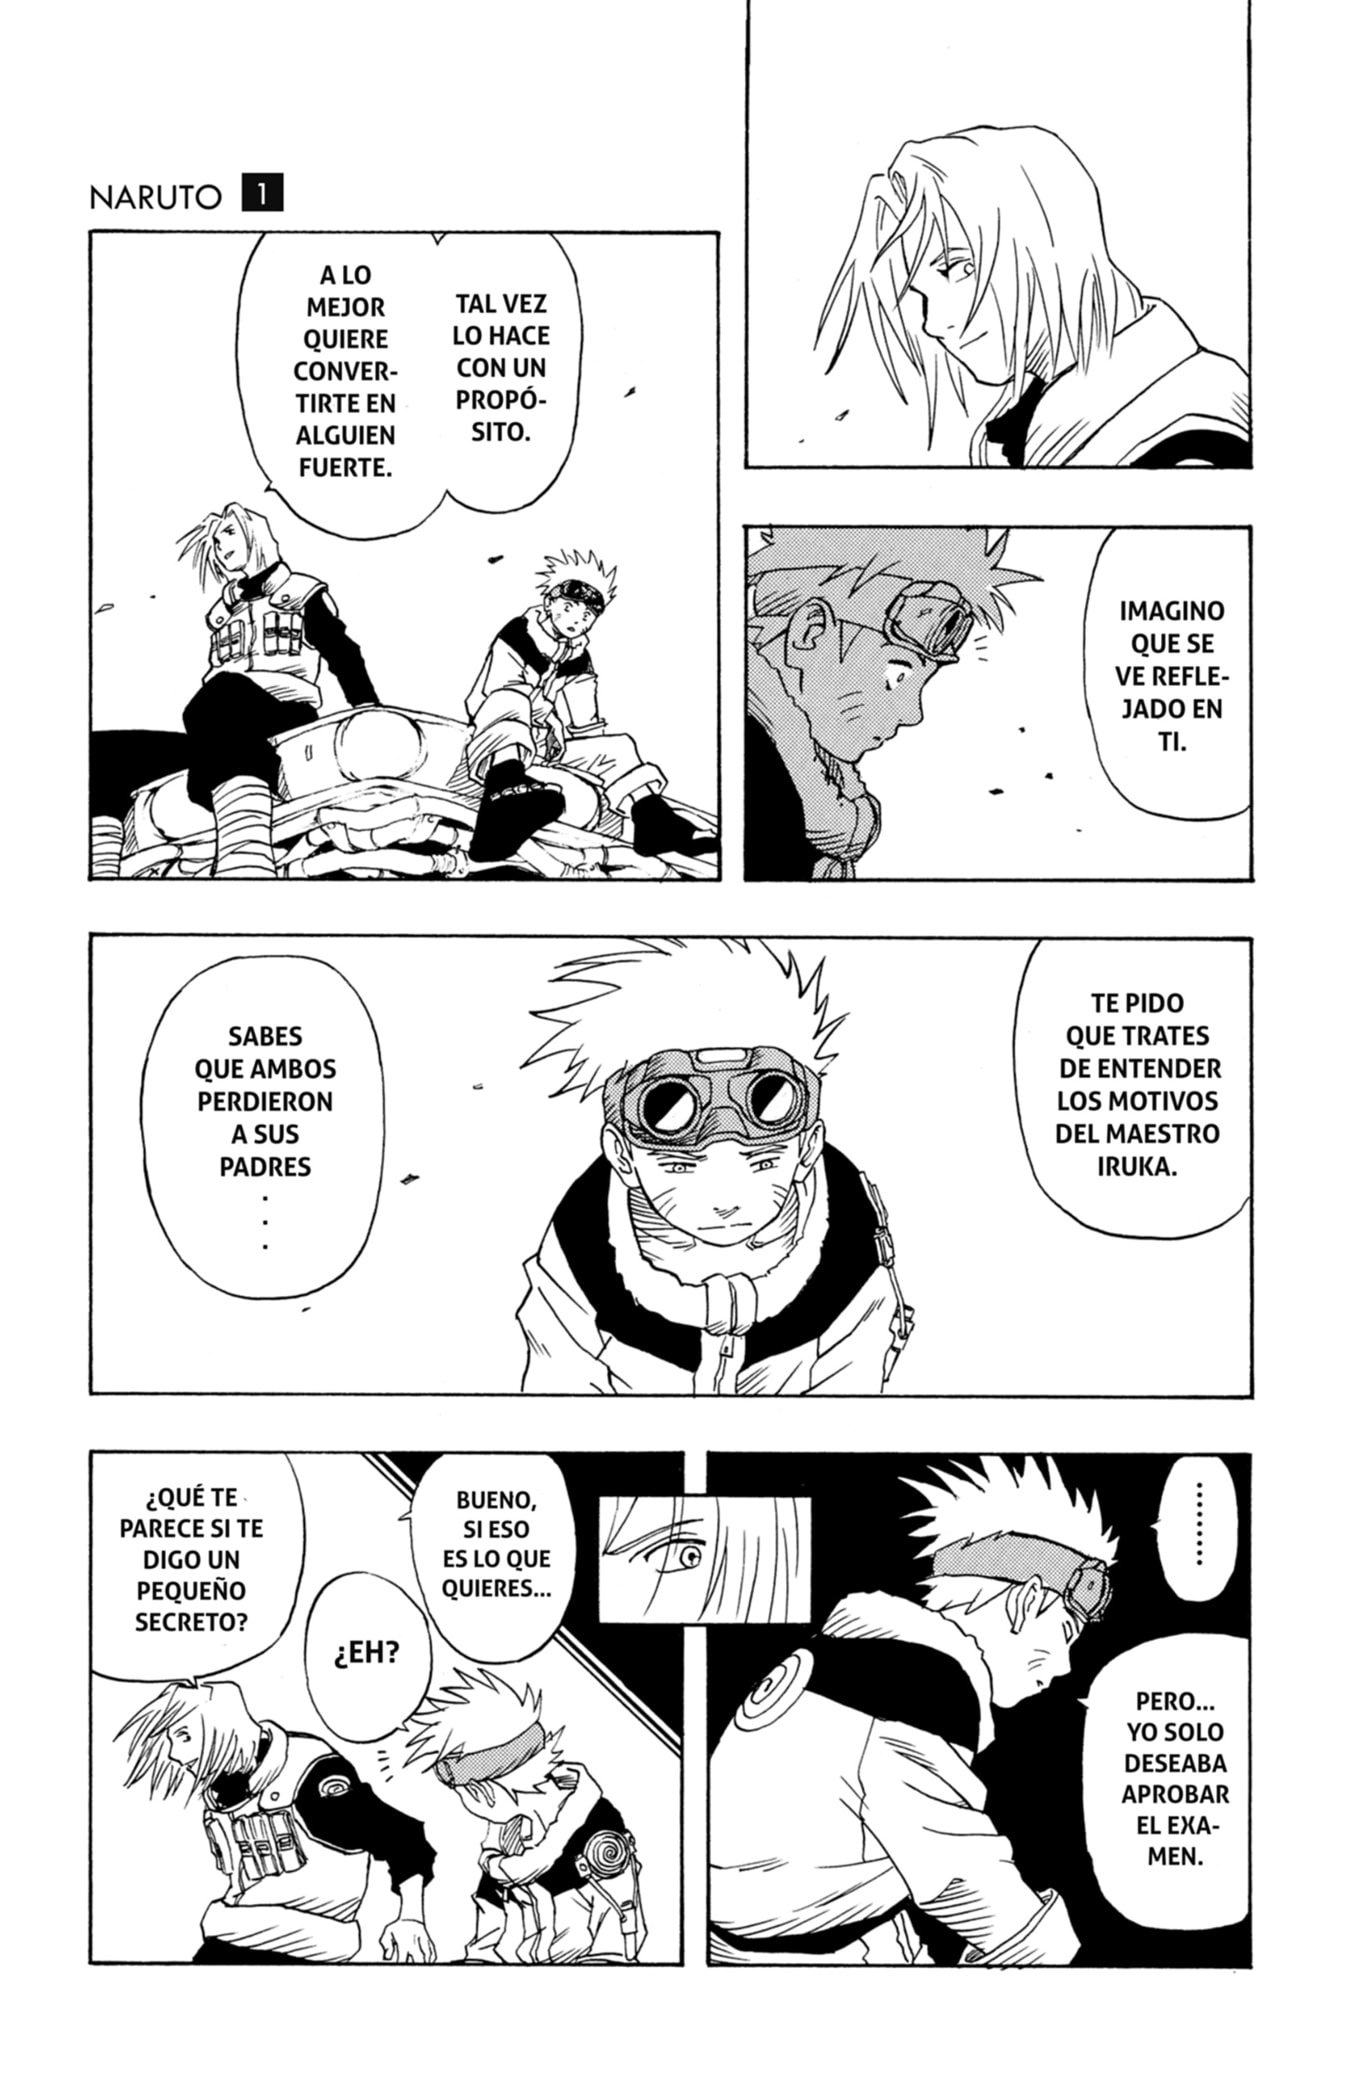 NARUTO 1
TAL VEZ
LO HACE
CON UN
PROPÓ-
SITO.
A LO
MEJOR
QUIERE
CONVER-
TIRTE EN
ALGUIEN
FUERTE.
IMAGINO
QUE SE
VE REFLE-
JADO EN
TI.
TE PIDO
QUE TRATES
DE ENTENDER
LOS MOTIVOS
DEL MAESTRO
IRUKA.
SABES
QUE AMBOS
PERDIERON
A SUS
PADRES
...
.........
PERO...
YO SOLO
DESEABA
APROBAR
EL EXA-
MEN.
BUENO,
SI ESO
ES LO QUE
QUIERES...
¿EH?
¿QUÉ TE
PARECE SI TE
DIGO UN
PEQUEÑO
SECRETO?